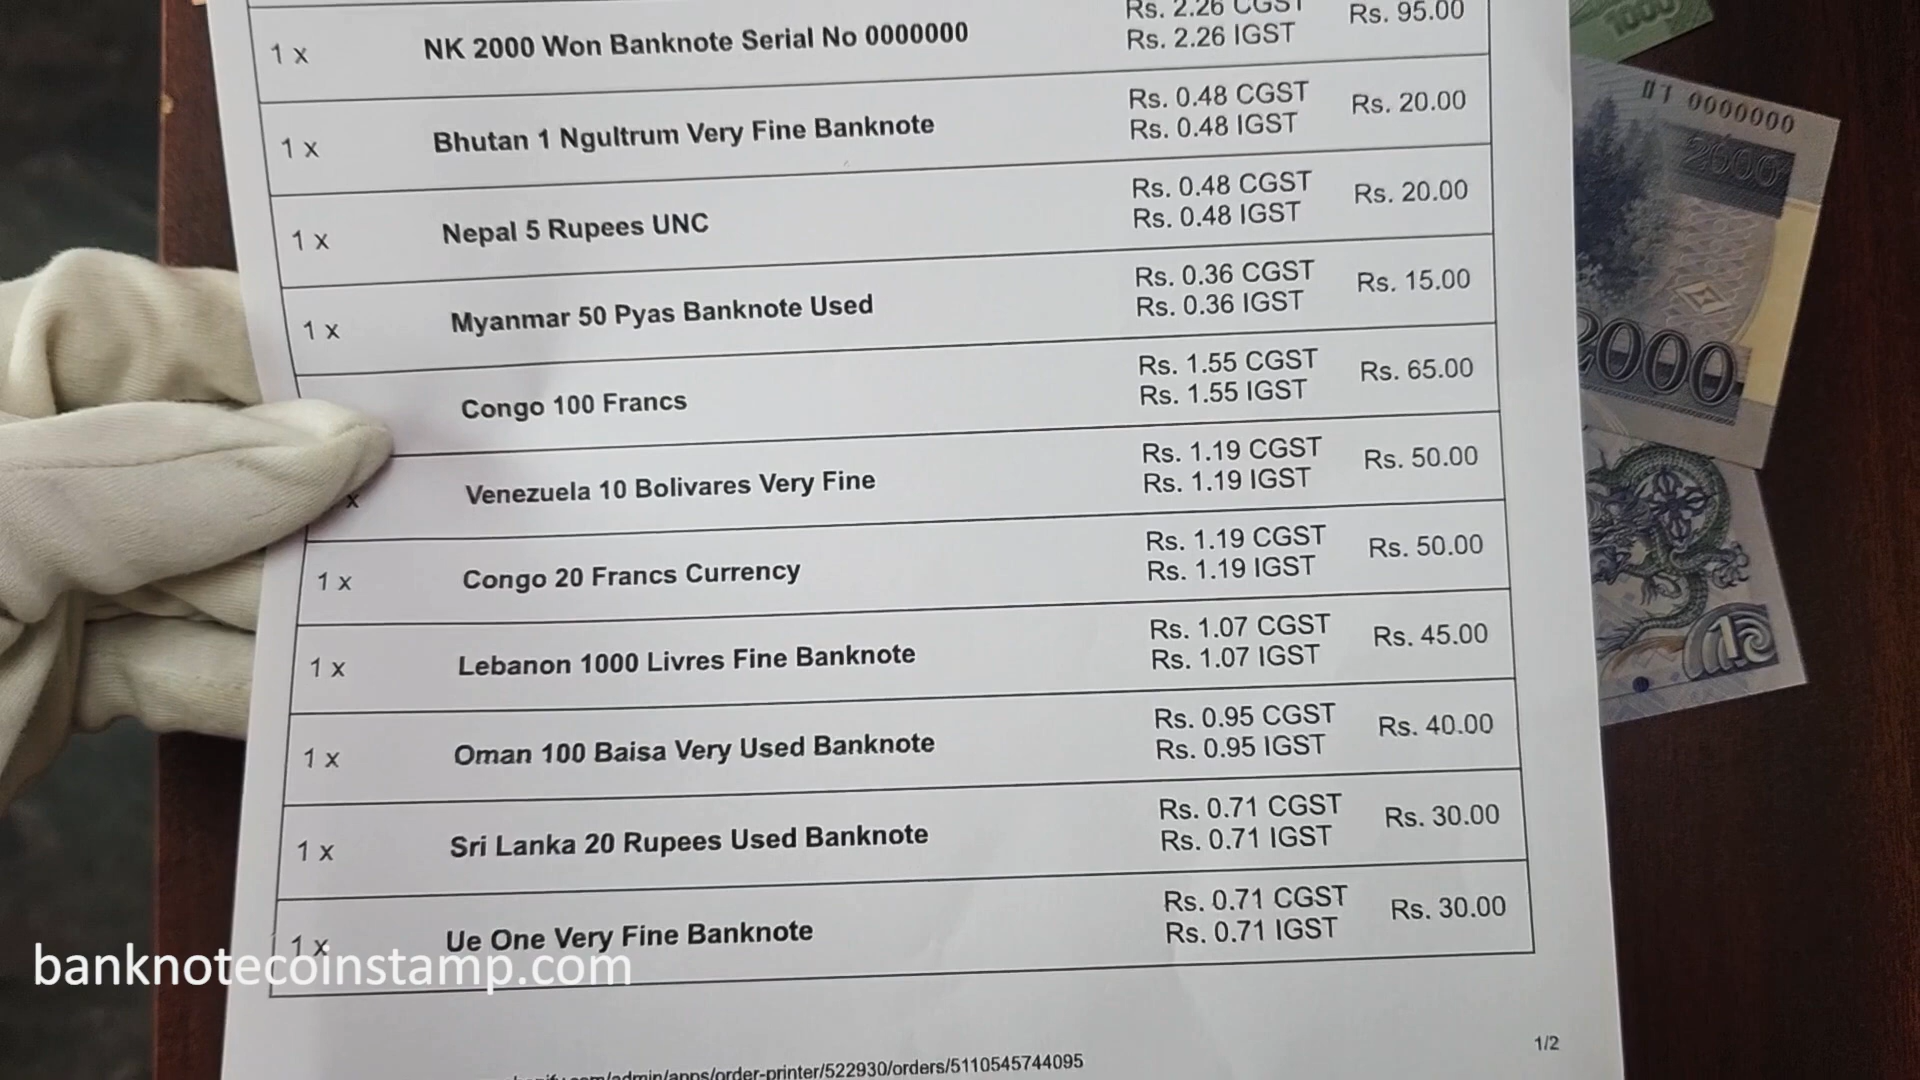 Rs. 2.26 CGST
1 x NK 2000 Won Banknote Serial No 0000000 Rs. 2.26 IGST Rs. 95.00
1 x Bhutan 1 Ngultrum Very Fine Banknote Rs. 0.48 CGST Rs. 20.00
Rs. 0.48 IGST
1 x Nepal 5 Rupees UNC Rs. 0.48 CGST Rs. 20.00
Rs. 0.48 IGST
1 x Myanmar 50 Pyas Banknote Used Rs. 0.36 CGST Rs. 15.00
Rs. 0.36 IGST
Congo 100 Francs Rs. 1.55 CGST Rs. 65.00
Rs. 1.55 IGST
x Venezuela 10 Bolivares Very Fine Rs. 1.19 CGST Rs. 50.00
Rs. 1.19 IGST
1 x Congo 20 Francs Currency Rs. 1.19 CGST Rs. 50.00
Rs. 1.19 IGST
1 x Lebanon 1000 Livres Fine Banknote Rs. 1.07 CGST Rs. 45.00
Rs. 1.07 IGST
1 x Oman 100 Baisa Very Used Banknote Rs. 0.95 CGST Rs. 40.00
Rs. 0.95 IGST
1 x Sri Lanka 20 Rupees Used Banknote Rs. 0.71 CGST Rs. 30.00
Rs. 0.71 IGST
1 x Ue One Very Fine Banknote Rs. 0.71 CGST Rs. 30.00
Rs. 0.71 IGST
1/2
/admin/apps/order-printer/522930/orders/5110545744095
1000
0000000
2000
2000
banknotecoinstamp.com